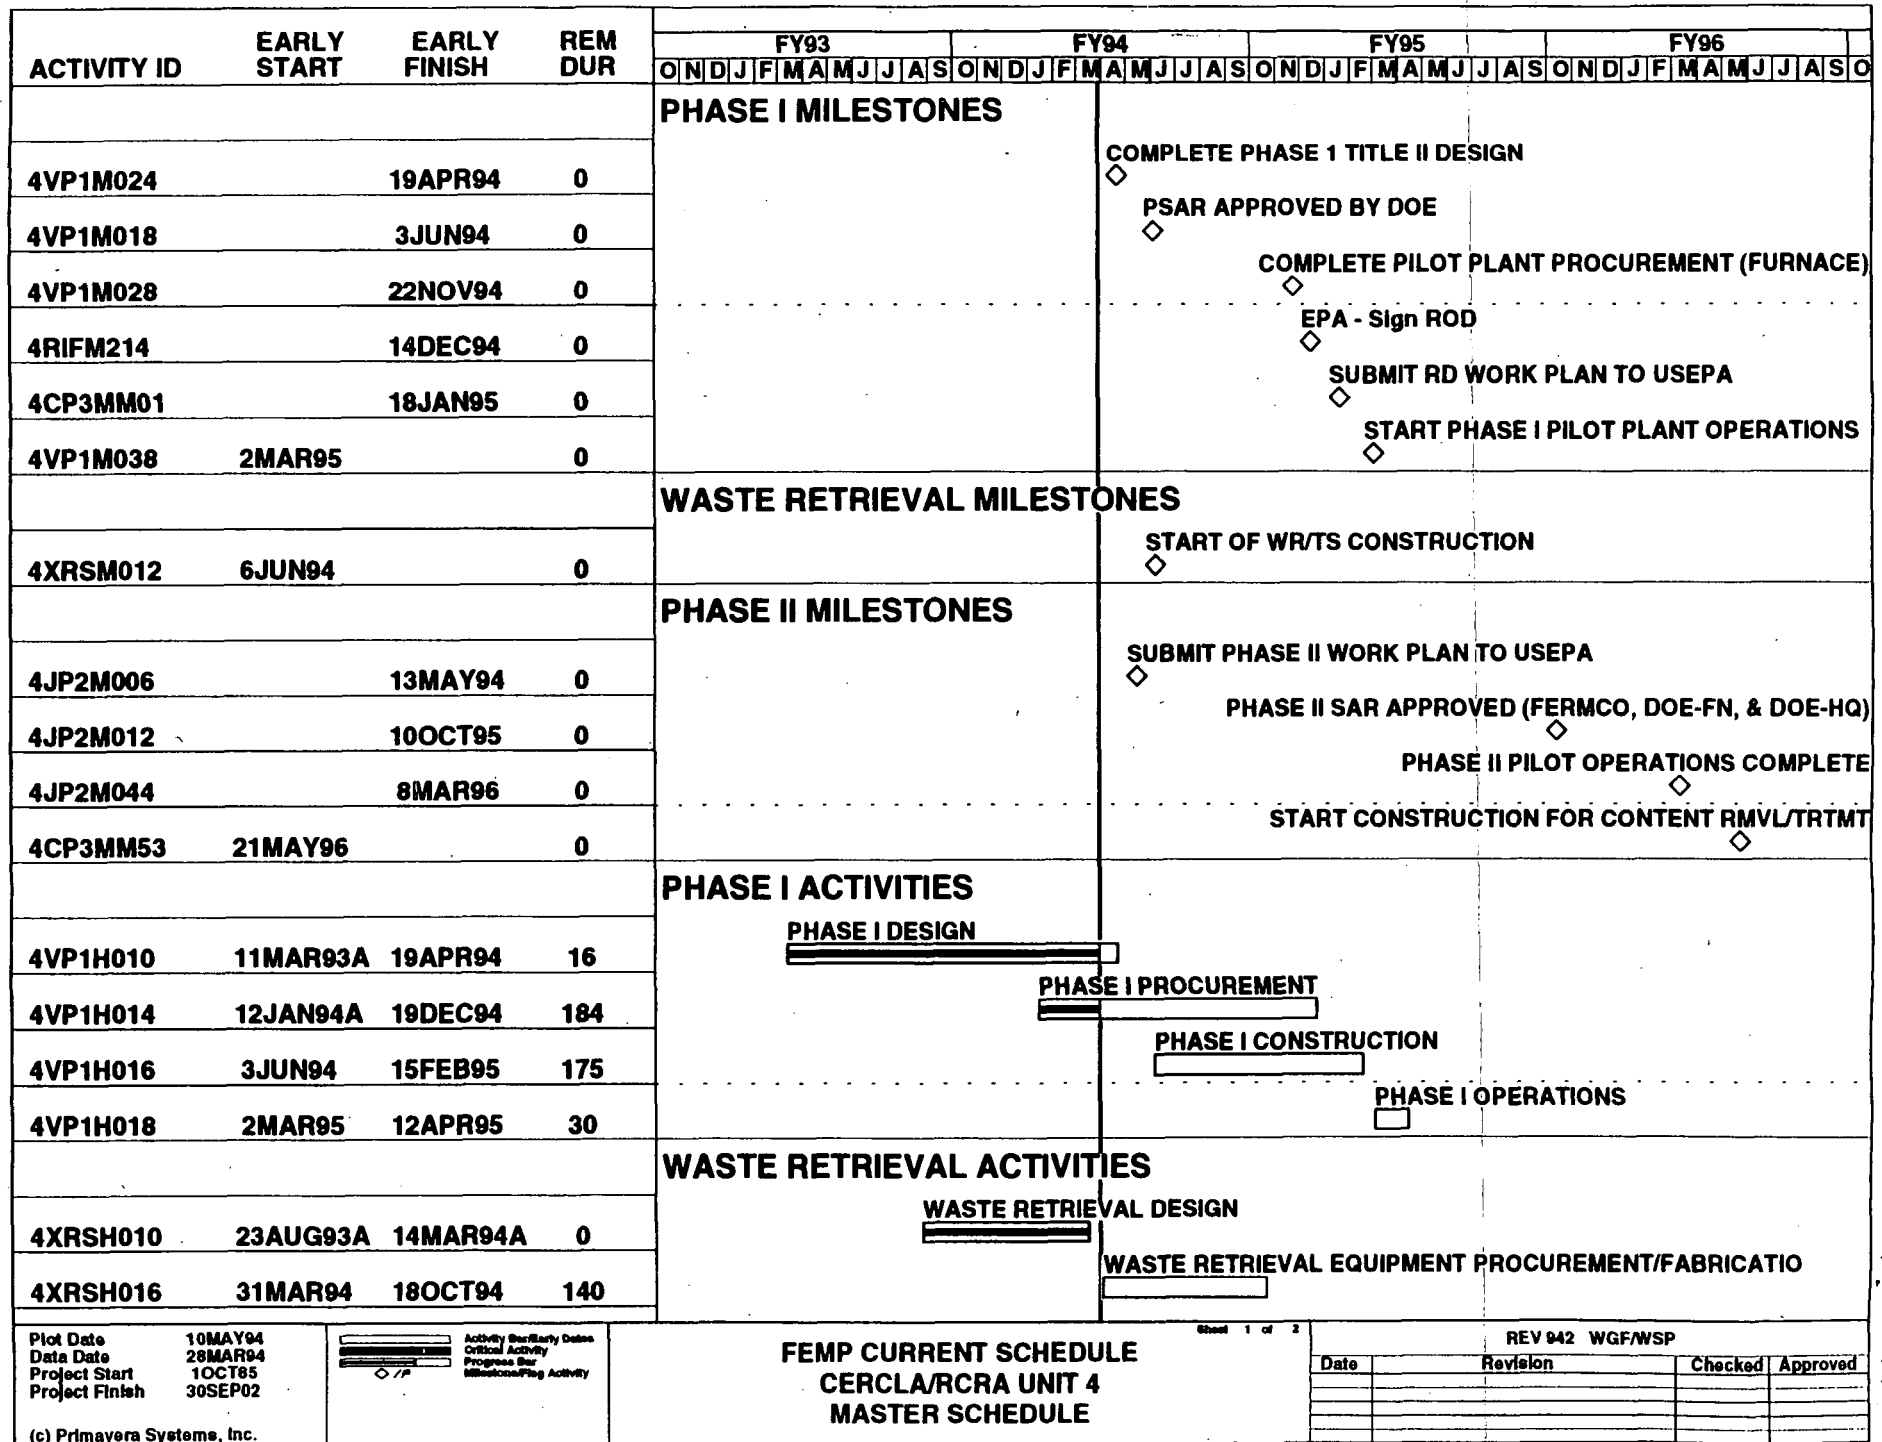 EARLY EARLY REM
ACTIVITY ID START FINISH DUR
FY93 FY94 FY95 FY96
O N D J F M A M J J A S O N D J F M A M J J A S O N D J F M A M J J A S O N D J F M A M J J A S O
PHASE I MILESTONES
COMPLETE PHASE 1 TITLE II DESIGN
4VP1M024 19APR94 0
PSAR APPROVED BY DOE
4VP1M018 3JUN94 0
COMPLETE PILOT PLANT PROCUREMENT (FURNACE)
4VP1M028 22NOV94 0
EPA - Sign ROD
4RIFM214 14DEC94 0
SUBMIT RD WORK PLAN TO USEPA
4CP3MM01 18JAN95 0
START PHASE I PILOT PLANT OPERATIONS
4VP1M038 2MAR95 0
WASTE RETRIEVAL MILESTONES
START OF WR/TS CONSTRUCTION
4XRSM012 6JUN94 0
PHASE II MILESTONES
SUBMIT PHASE II WORK PLAN TO USEPA
4JP2M006 13MAY94 0
PHASE II SAR APPROVED (FERMCO, DOE-FN, & DOE-HQ)
4JP2M012 10OCT95 0
PHASE II PILOT OPERATIONS COMPLETE
4JP2M044 8MAR96 0
START CONSTRUCTION FOR CONTENT RMVL/TRTMT
4CP3MM53 21MAY96 0
PHASE I ACTIVITIES
PHASE I DESIGN
4VP1H010 11MAR93A 19APR94 16
PHASE I PROCUREMENT
4VP1H014 12JAN94A 19DEC94 184
PHASE I CONSTRUCTION
4VP1H016 3JUN94 15FEB95 175
PHASE I OPERATIONS
4VP1H018 2MAR95 12APR95 30
WASTE RETRIEVAL ACTIVITIES
WASTE RETRIEVAL DESIGN
4XRSH010 23AUG93A 14MAR94A 0
WASTE RETRIEVAL EQUIPMENT PROCUREMENT/FABRICATIO
4XRSH016 31MAR94 18OCT94 140
Plot Date 10MAY94
Data Date 28MAR94
Project Start 1OCT85
Project Finish 30SEP02
(c) Primavera Systems, Inc.
Activity Bar/Early Dates
Critical Activity
Progress Bar
Milestone/Flag Activity
FEMP CURRENT SCHEDULE
CERCLA/RCRA UNIT 4
MASTER SCHEDULE
Sheet 1 of 2
REV 942 WGF/WSP
Date Revision Checked Approved